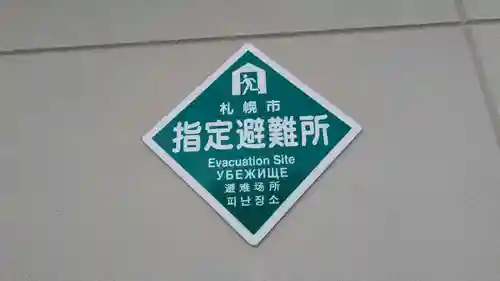 札幌市
指定避難所
Evacuation Site
УБЕЖИЩЕ
避难场所
피난장소